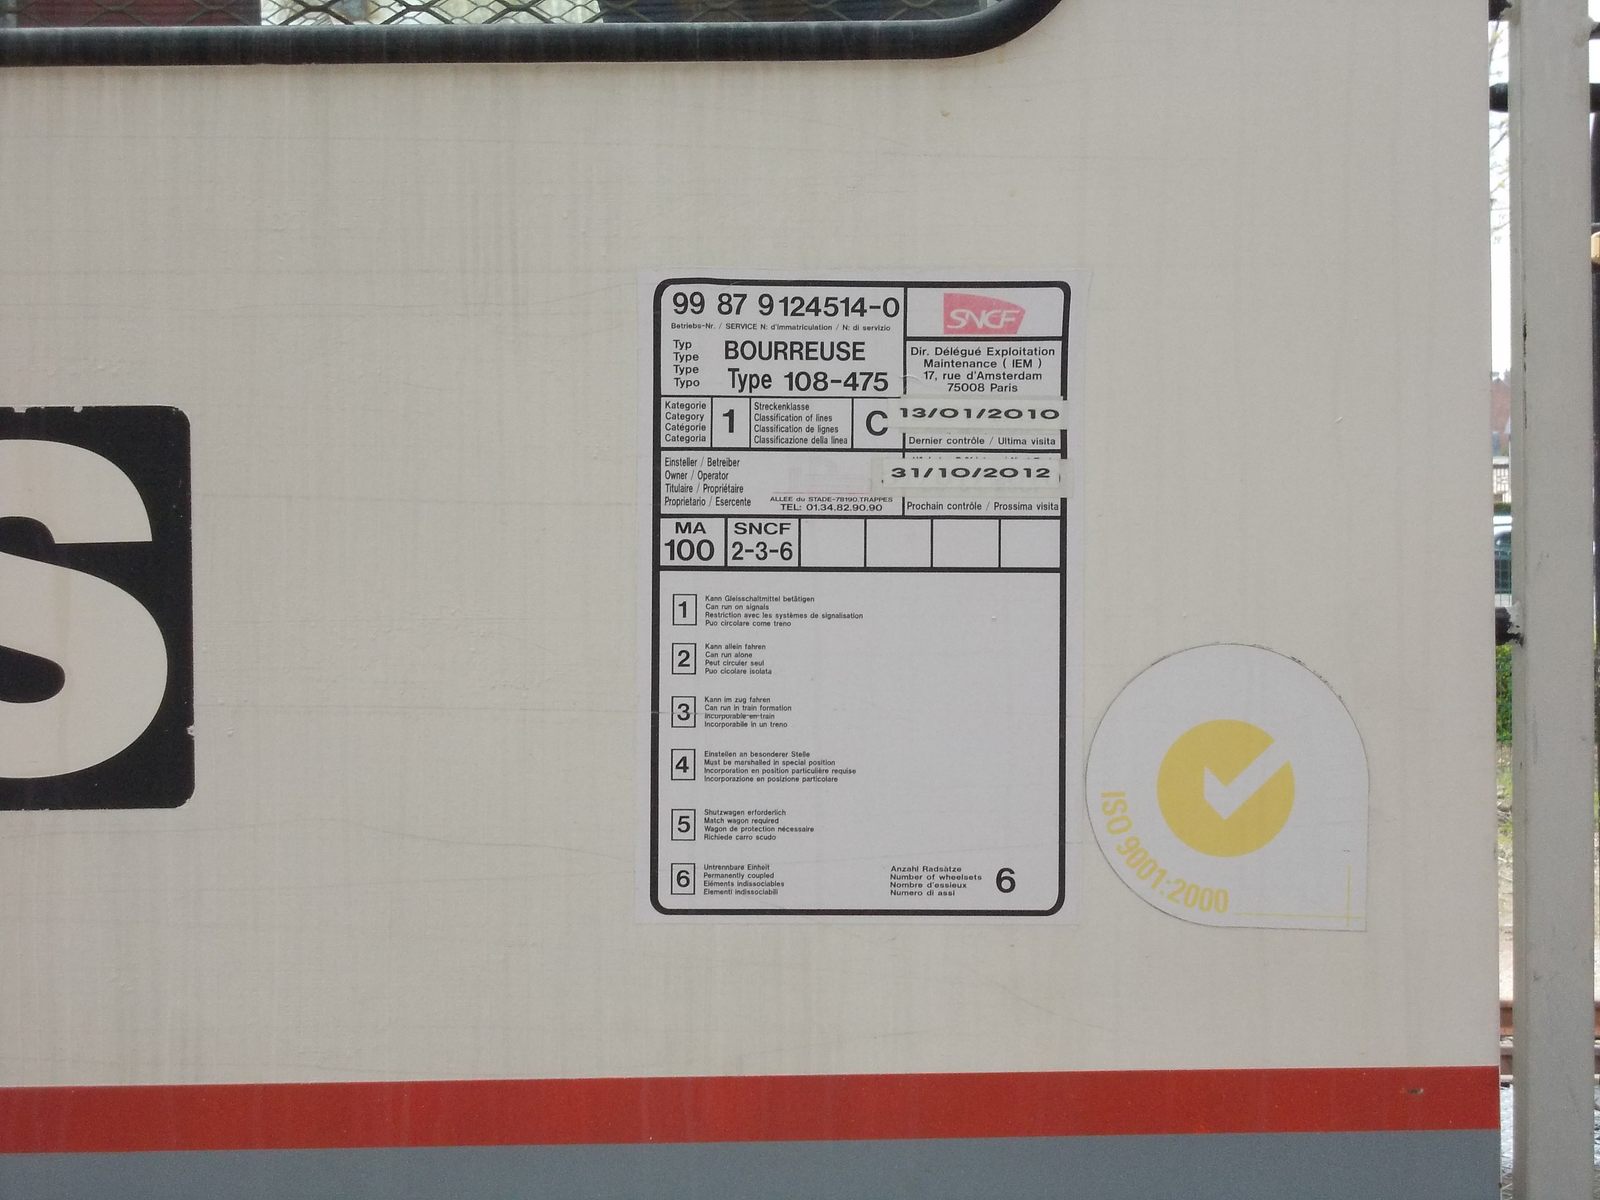 S
99 87 9124514-0
Betriebs-Nr. / SERVICE N: d'immatriculation / N: di servizio
SNCF
Typ
Type
Type
Typo
BOURREUSE
Type 108-475
Dir. Délégué Exploitation
Maintenance ( IEM )
17, rue d'Amsterdam
75008 Paris
Kategorie
Category
Catégorie
Categoria
1
Streckenklasse
Classification of lines
Classification de lignes
Classificazione della linea
C
13/01/2010
Dernier contrôle / Ultima visita
Einsteller / Betreiber
Owner / Operator
Titulaire / Propriétaire
Proprietario / Esercente
ALLEE du STADE-78190.TRAPPES
TEL: 01.34.82.90.90
31/10/2012
Prochain contrôle / Prossima visita
MA
100
SNCF
2-3-6
1
Kann Gleisschaltmittel betätigen
Can run on signals
Restriction avec les systèmes de signalisation
Puo circolare come treno
2
Kann allein fahren
Can run alone
Peut circuler seul
Puo cicolare isolata
3
Kann im zug fahren
Can run in train formation
Incorporable en train
Incorporabile in un treno
4
Einstellen an besonderer Stelle
Must be marshalled in special position
Incorporation en position particulière requise
Incorporazione en posizione particolare
5
Shutzwagen erforderlich
Match wagon required
Wagon de protection nécessaire
Richiede carro scudo
6
Untrennbare Einheit
Permanently coupled
Eléments indissociables
Elementi indissociabili
Anzahl Radsätze
Number of wheelsets
Nombre d'essieux
Numero di assi
6
ISO 9001:2000